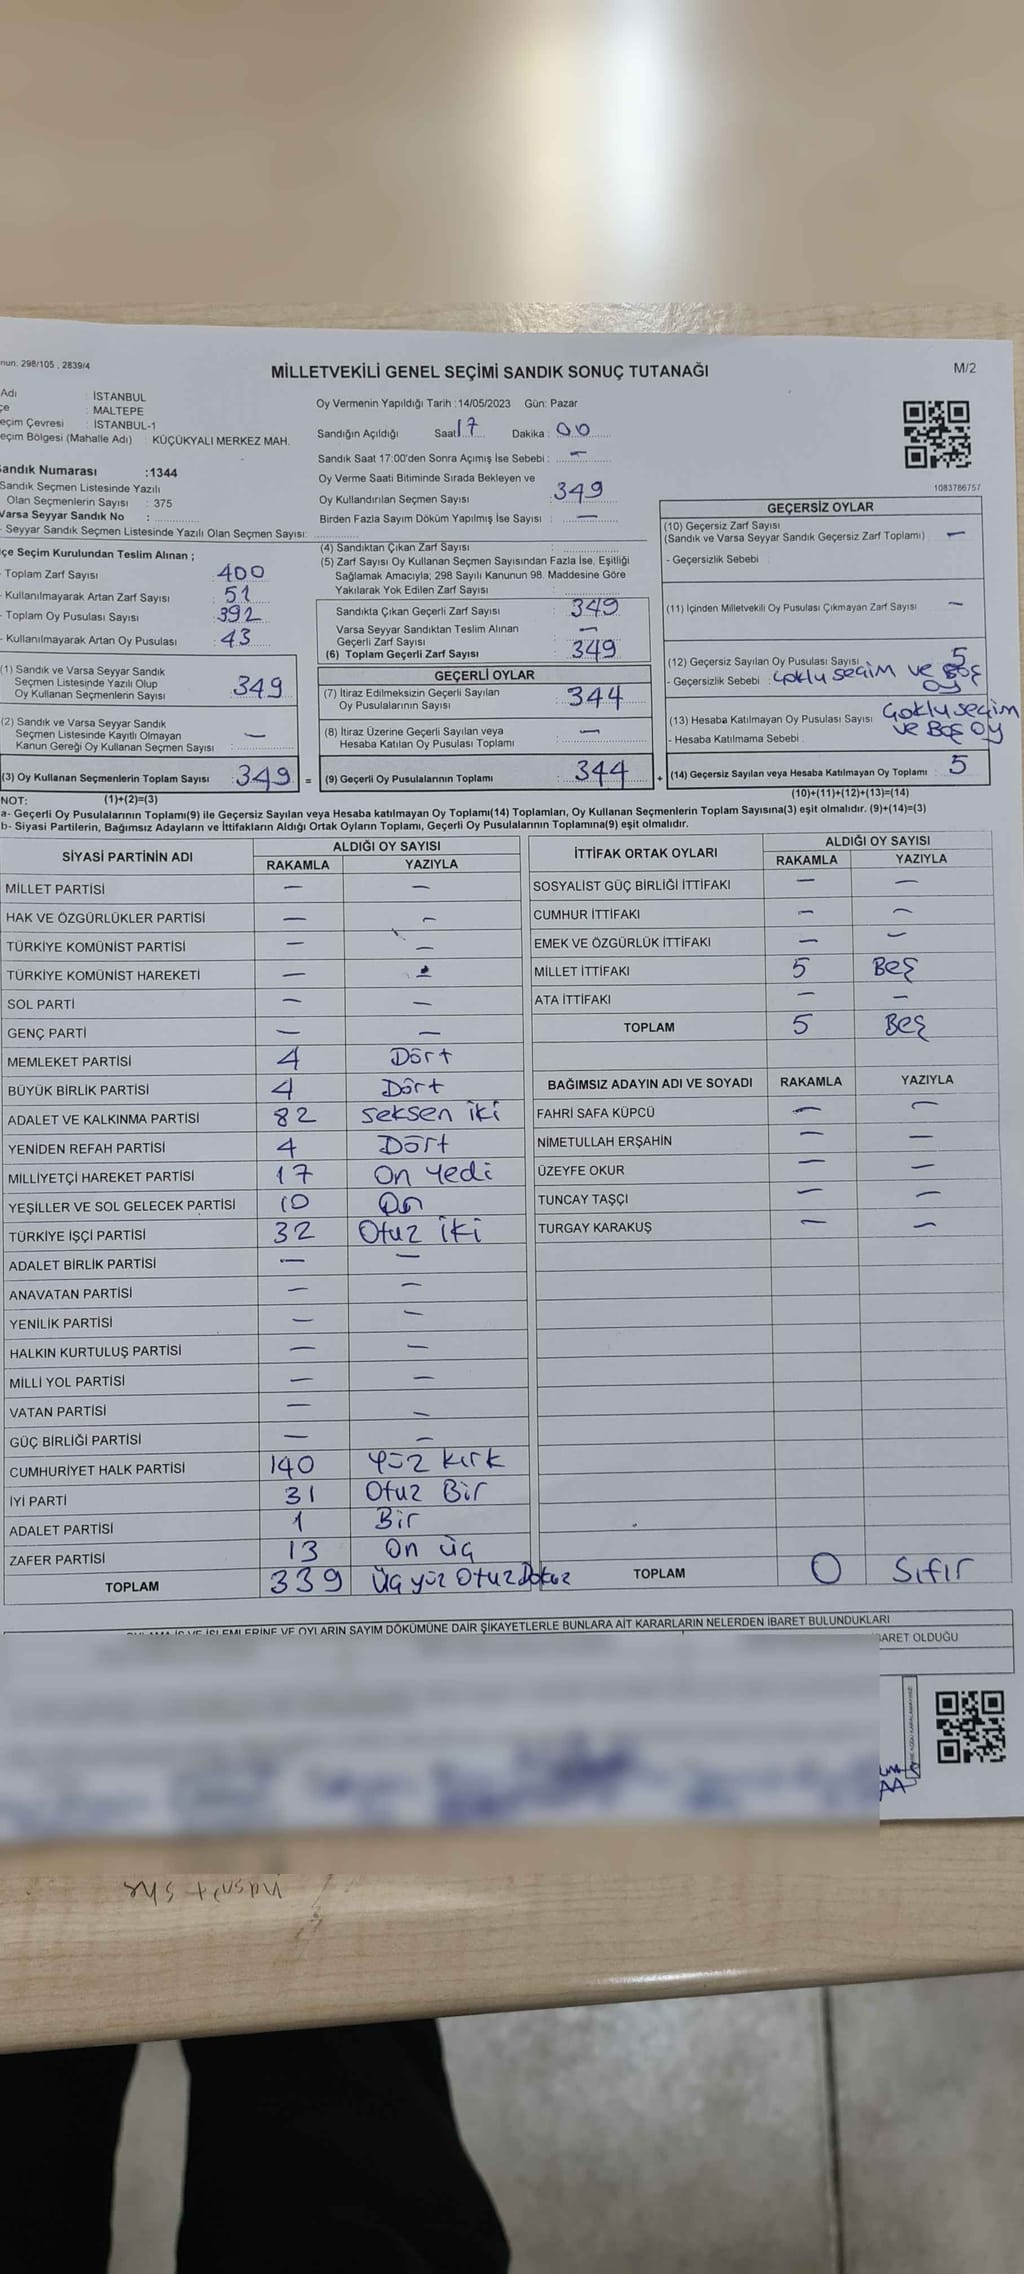 nun: 298/105 , 2839/4
MİLLETVEKİLİ GENEL SEÇİMİ SANDIK SONUÇ TUTANAĞI
M/2
Adı : İSTANBUL
çe : MALTEPE
eçim Çevresi : İSTANBUL-1
eçim Bölgesi (Mahalle Adı) : KÜÇÜKYALI MERKEZ MAH.
Sandık Numarası :1344
Sandık Seçmen Listesinde Yazılı
Olan Seçmenlerin Sayısı : 375
Varsa Seyyar Sandık No :
- Seyyar Sandık Seçmen Listesinde Yazılı Olan Seçmen Sayısı:
Oy Vermenin Yapıldığı Tarih :14/05/2023 Gün: Pazar
Sandığın Açıldığı Saat 17 Dakika : 00
Sandık Saat 17:00'den Sonra Açılmış İse Sebebi : —
Oy Verme Saati Bitiminde Sırada Bekleyen ve
Oy Kullandırılan Seçmen Sayısı : 349
Birden Fazla Sayım Döküm Yapılmış İse Sayısı : —
1083786757
çe Seçim Kurulundan Teslim Alınan ;
- Toplam Zarf Sayısı : 400
- Kullanılmayarak Artan Zarf Sayısı : 51
- Toplam Oy Pusulası Sayısı : 392
- Kullanılmayarak Artan Oy Pusulası : 43
(1) Sandık ve Varsa Seyyar Sandık
Seçmen Listesinde Yazılı Olup
Oy Kullanan Seçmenlerin Sayısı : 349
(2) Sandık ve Varsa Seyyar Sandık
Seçmen Listesinde Kayıtlı Olmayan
Kanun Gereği Oy Kullanan Seçmen Sayısı : —
(3) Oy Kullanan Seçmenlerin Toplam Sayısı : 349 =
(4) Sandıktan Çıkan Zarf Sayısı :
(5) Zarf Sayısı Oy Kullanan Seçmen Sayısından Fazla İse, Eşitliği
Sağlamak Amacıyla; 298 Sayılı Kanunun 98. Maddesine Göre
Yakılarak Yok Edilen Zarf Sayısı :
Sandıkta Çıkan Geçerli Zarf Sayısı : 349
Varsa Seyyar Sandıktan Teslim Alınan
Geçerli Zarf Sayısı : —
(6) Toplam Geçerli Zarf Sayısı : 349
GEÇERLİ OYLAR
(7) İtiraz Edilmeksizin Geçerli Sayılan
Oy Pusulalarının Sayısı : 344
(8) İtiraz Üzerine Geçerli Sayılan veya
Hesaba Katılan Oy Pusulası Toplamı : —
(9) Geçerli Oy Pusulalarının Toplamı : 344 +
GEÇERSİZ OYLAR
(10) Geçersiz Zarf Sayısı
(Sandık ve Varsa Seyyar Sandık Geçersiz Zarf Toplamı) : —
- Geçersizlik Sebebi :
(11) İçinden Milletvekili Oy Pusulası Çıkmayan Zarf Sayısı : —
(12) Geçersiz Sayılan Oy Pusulası Sayısı : 5
- Geçersizlik Sebebi : Çoklu seçim ve Boş
oy
(13) Hesaba Katılmayan Oy Pusulası Sayısı : Çoklu seçim
- Hesaba Katılmama Sebebi : ve Boş oy
(14) Geçersiz Sayılan veya Hesaba Katılmayan Oy Toplamı : 5
NOT: (1)+(2)=(3)
(10)+(11)+(12)+(13)=(14)
a- Geçerli Oy Pusulalarının Toplamı(9) ile Geçersiz Sayılan veya Hesaba katılmayan Oy Toplamı(14) Toplamları, Oy Kullanan Seçmenlerin Toplam Sayısına(3) eşit olmalıdır. (9)+(14)=(3)
b- Siyasi Partilerin, Bağımsız Adayların ve İttifakların Aldığı Ortak Oyların Toplamı, Geçerli Oy Pusulalarının Toplamına(9) eşit olmalıdır.
SİYASİ PARTİNİN ADI
ALDIĞI OY SAYISI
RAKAMLA YAZIYLA
MİLLET PARTİSİ — —
HAK VE ÖZGÜRLÜKLER PARTİSİ — —
TÜRKİYE KOMÜNİST PARTİSİ — —
TÜRKİYE KOMÜNİST HAREKETİ — —
SOL PARTİ — —
GENÇ PARTİ — —
MEMLEKET PARTİSİ 4 Dört
BÜYÜK BİRLİK PARTİSİ 4 Dört
ADALET VE KALKINMA PARTİSİ 82 seksen iki
YENİDEN REFAH PARTİSİ 4 Dört
MİLLİYETÇİ HAREKET PARTİSİ 17 On Yedi
YEŞİLLER VE SOL GELECEK PARTİSİ 10 On
TÜRKİYE İŞÇİ PARTİSİ 32 Otuz iki
ADALET BİRLİK PARTİSİ — —
ANAVATAN PARTİSİ — —
YENİLİK PARTİSİ — —
HALKIN KURTULUŞ PARTİSİ — —
MİLLİ YOL PARTİSİ — —
VATAN PARTİSİ — —
GÜÇ BİRLİĞİ PARTİSİ — —
CUMHURİYET HALK PARTİSİ 140 Yüz kırk
İYİ PARTİ 31 Otuz Bir
ADALET PARTİSİ 1 Bir
ZAFER PARTİSİ 13 On üç
TOPLAM 339 Üç yüz Otuz Dokuz
İTTİFAK ORTAK OYLARI
ALDIĞI OY SAYISI
RAKAMLA YAZIYLA
SOSYALİST GÜÇ BİRLİĞİ İTTİFAKI — —
CUMHUR İTTİFAKI — —
EMEK VE ÖZGÜRLÜK İTTİFAKI — —
MİLLET İTTİFAKI 5 Beş
ATA İTTİFAKI — —
TOPLAM 5 Beş
BAĞIMSIZ ADAYIN ADI VE SOYADI RAKAMLA YAZIYLA
FAHRİ SAFA KÜPCÜ — —
NİMETULLAH ERŞAHİN — —
ÜZEYFE OKUR — —
TUNCAY TAŞÇI — —
TURGAY KARAKUŞ — —
TOPLAM 0 Sıfır
İŞLEMLERİNE VE OYLARIN SAYIM DÖKÜMÜNE DAİR ŞİKAYETLERLE BUNLARA AİT KARARLARIN NELERDEN İBARET BULUNDUKLARI
BARET OLDUĞU